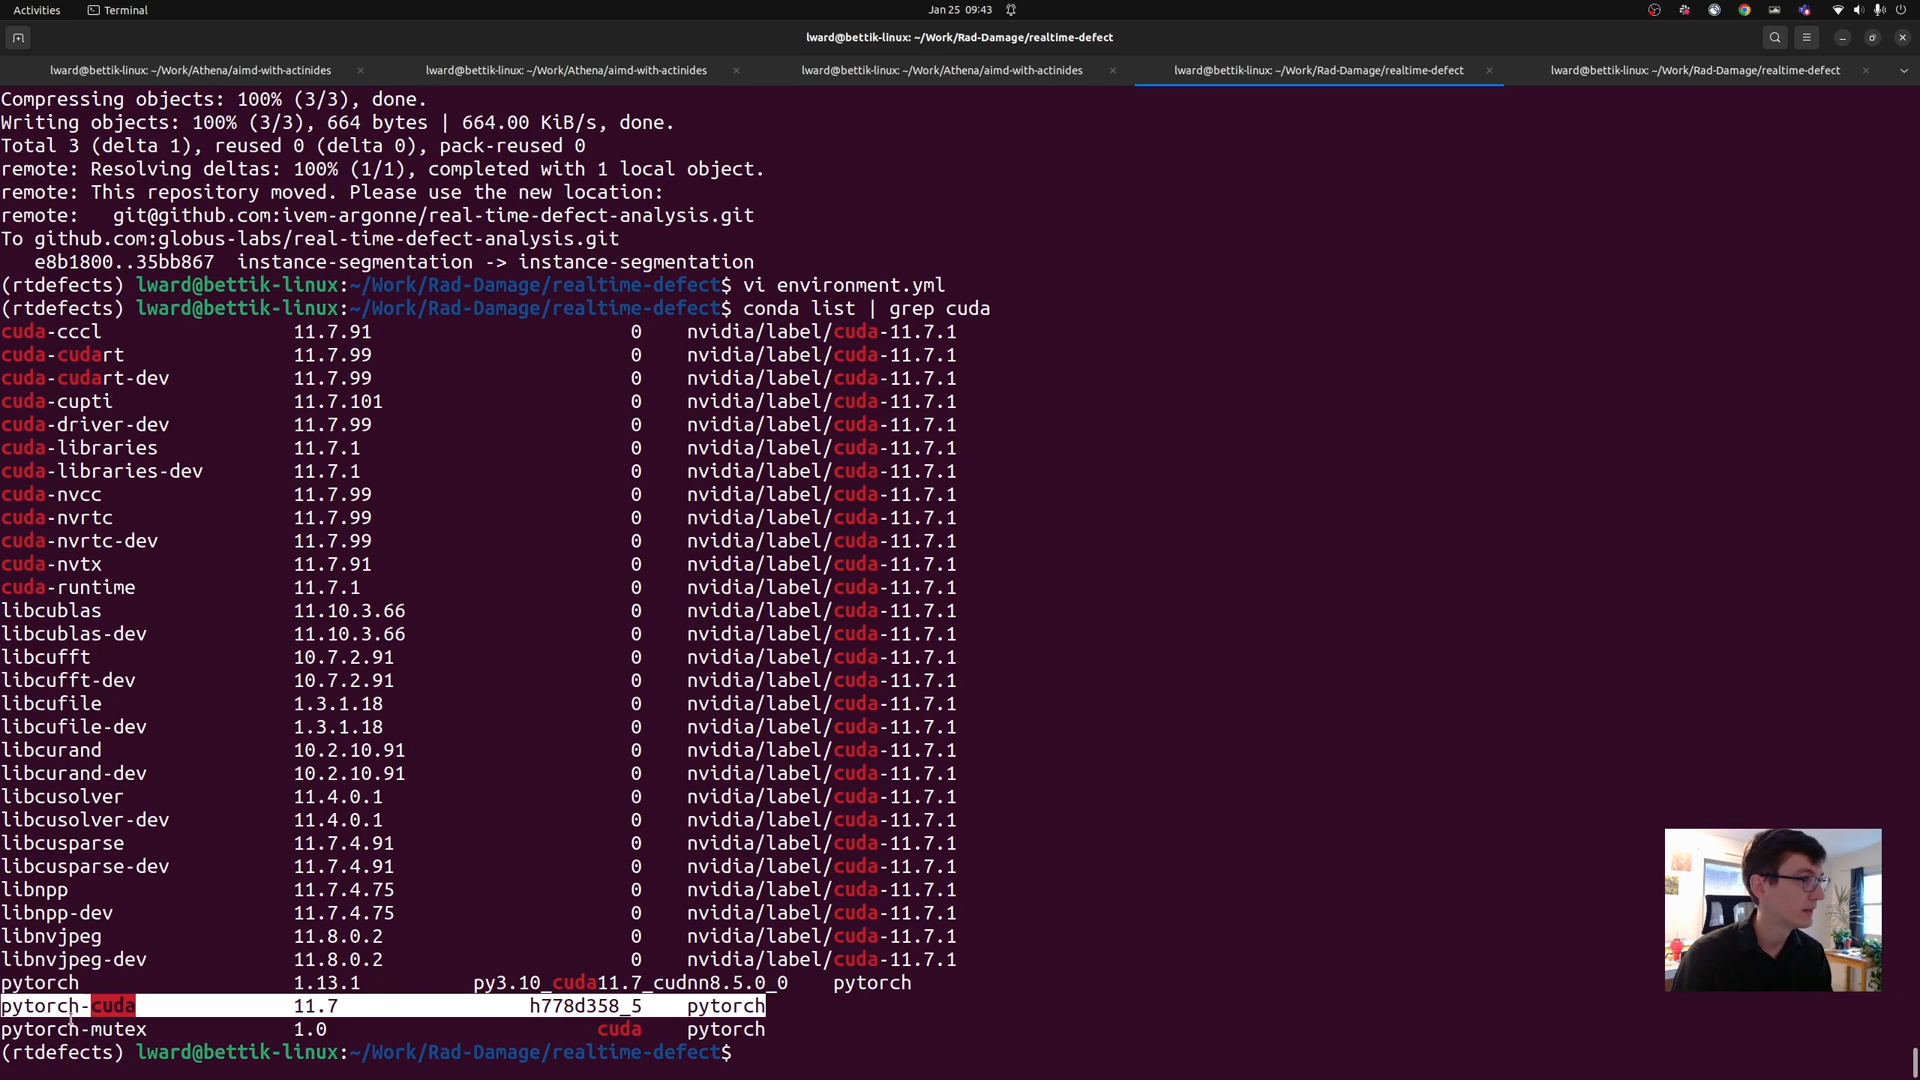 Activities Terminal Jan 25 09:43
lward@bettik-linux: ~/Work/Rad-Damage/realtime-defect
lward@bettik-linux: ~/Work/Athena/aimd-with-actinides lward@bettik-linux: ~/Work/Athena/aimd-with-actinides lward@bettik-linux: ~/Work/Athena/aimd-with-actinides lward@bettik-linux: ~/Work/Rad-Damage/realtime-defect lward@bettik-linux: ~/Work/Rad-Damage/realtime-defect
Compressing objects: 100% (3/3), done.
Writing objects: 100% (3/3), 664 bytes | 664.00 KiB/s, done.
Total 3 (delta 1), reused 0 (delta 0), pack-reused 0
remote: Resolving deltas: 100% (1/1), completed with 1 local object.
remote: This repository moved. Please use the new location:
remote:   git@github.com:ivem-argonne/real-time-defect-analysis.git
To github.com:globus-labs/real-time-defect-analysis.git
   e8b1800..35bb867  instance-segmentation -> instance-segmentation
(rtdefects) lward@bettik-linux:~/Work/Rad-Damage/realtime-defect$ vi environment.yml
(rtdefects) lward@bettik-linux:~/Work/Rad-Damage/realtime-defect$ conda list | grep cuda
cuda-cccl 11.7.91 0 nvidia/label/cuda-11.7.1
cuda-cudart 11.7.99 0 nvidia/label/cuda-11.7.1
cuda-cudart-dev 11.7.99 0 nvidia/label/cuda-11.7.1
cuda-cupti 11.7.101 0 nvidia/label/cuda-11.7.1
cuda-driver-dev 11.7.99 0 nvidia/label/cuda-11.7.1
cuda-libraries 11.7.1 0 nvidia/label/cuda-11.7.1
cuda-libraries-dev 11.7.1 0 nvidia/label/cuda-11.7.1
cuda-nvcc 11.7.99 0 nvidia/label/cuda-11.7.1
cuda-nvrtc 11.7.99 0 nvidia/label/cuda-11.7.1
cuda-nvrtc-dev 11.7.99 0 nvidia/label/cuda-11.7.1
cuda-nvtx 11.7.91 0 nvidia/label/cuda-11.7.1
cuda-runtime 11.7.1 0 nvidia/label/cuda-11.7.1
libcublas 11.10.3.66 0 nvidia/label/cuda-11.7.1
libcublas-dev 11.10.3.66 0 nvidia/label/cuda-11.7.1
libcufft 10.7.2.91 0 nvidia/label/cuda-11.7.1
libcufft-dev 10.7.2.91 0 nvidia/label/cuda-11.7.1
libcufile 1.3.1.18 0 nvidia/label/cuda-11.7.1
libcufile-dev 1.3.1.18 0 nvidia/label/cuda-11.7.1
libcurand 10.2.10.91 0 nvidia/label/cuda-11.7.1
libcurand-dev 10.2.10.91 0 nvidia/label/cuda-11.7.1
libcusolver 11.4.0.1 0 nvidia/label/cuda-11.7.1
libcusolver-dev 11.4.0.1 0 nvidia/label/cuda-11.7.1
libcusparse 11.7.4.91 0 nvidia/label/cuda-11.7.1
libcusparse-dev 11.7.4.91 0 nvidia/label/cuda-11.7.1
libnpp 11.7.4.75 0 nvidia/label/cuda-11.7.1
libnpp-dev 11.7.4.75 0 nvidia/label/cuda-11.7.1
libnvjpeg 11.8.0.2 0 nvidia/label/cuda-11.7.1
libnvjpeg-dev 11.8.0.2 0 nvidia/label/cuda-11.7.1
pytorch 1.13.1 py3.10_cuda11.7_cudnn8.5.0_0 pytorch
pytorch-cuda 11.7 h778d358_5 pytorch
pytorch-mutex 1.0 cuda pytorch
(rtdefects) lward@bettik-linux:~/Work/Rad-Damage/realtime-defect$